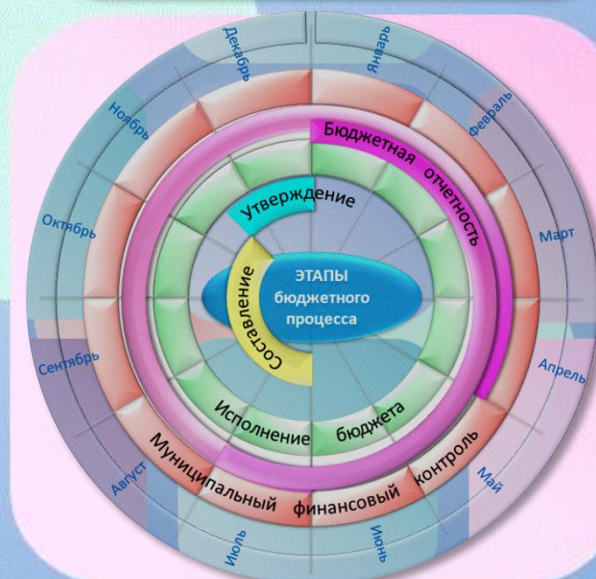 Январь
Февраль
Март
Апрель
Май
Июнь
Июль
Август
Сентябрь
Октябрь
Ноябрь
Декабрь
Бюджетная отчетность
Утверждение
ЭТАПЫ
бюджетного
процесса
Составление
Исполнение бюджета
Муниципальный финансовый контроль